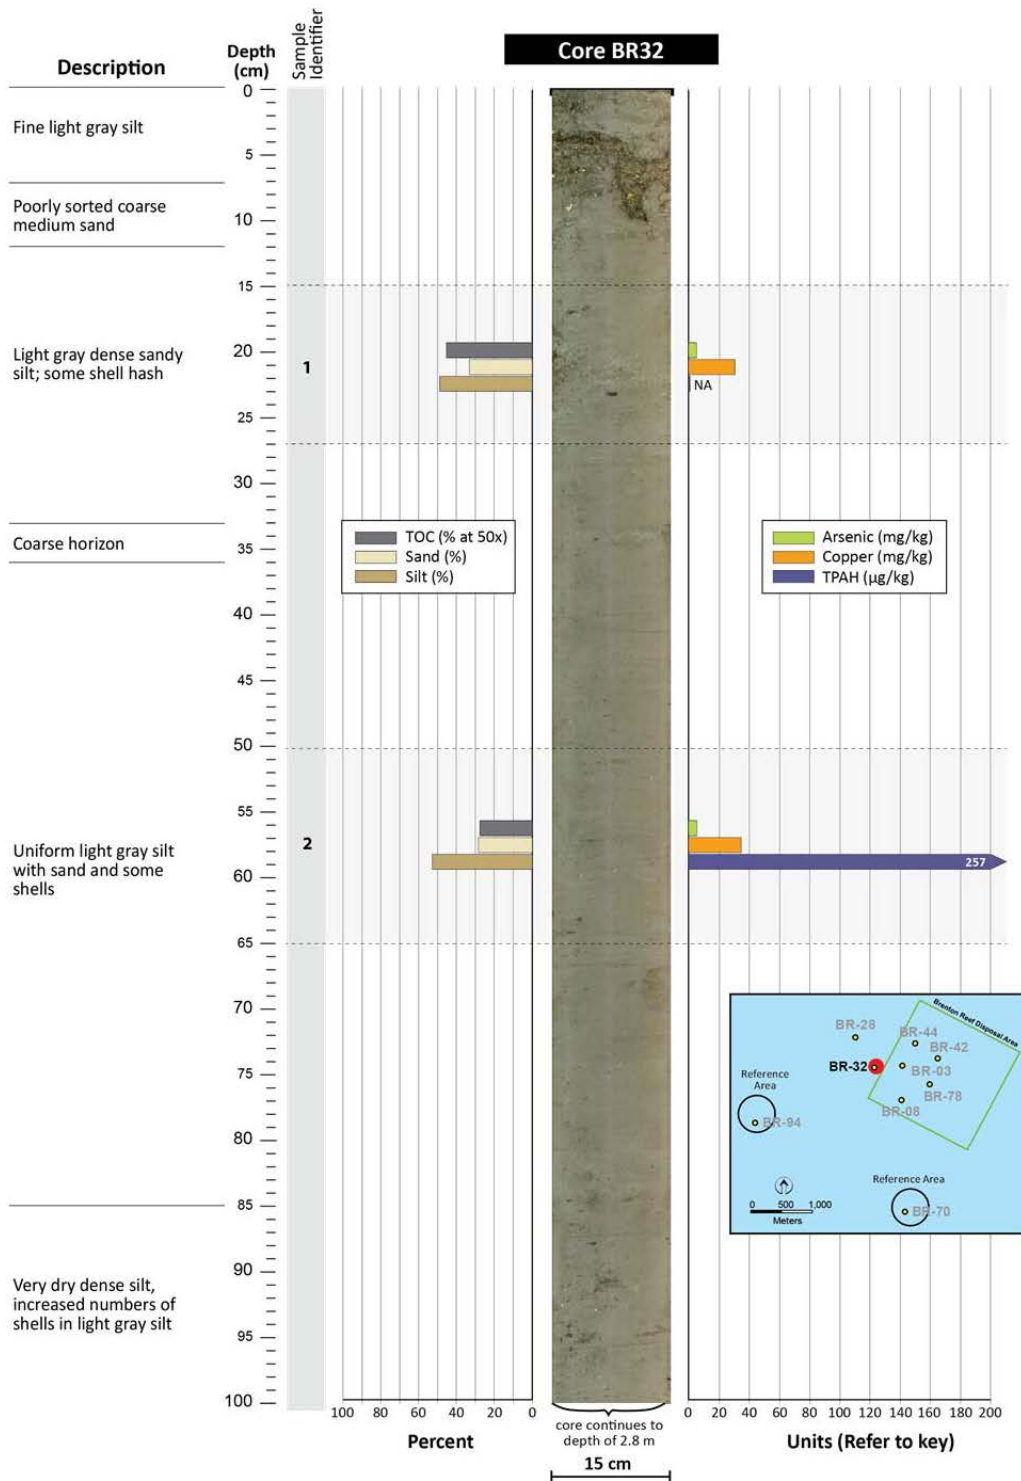 Core BR32
Description
Depth
(cm)
Sample
Identifier
0
5
10
15
20
25
30
35
40
45
50
55
60
65
70
75
80
85
90
95
100
Fine light gray silt
Poorly sorted coarse
medium sand
Light gray dense sandy
silt; some shell hash
Coarse horizon
Uniform light gray silt
with sand and some
shells
Very dry dense silt,
increased numbers of
shells in light gray silt
1
2
NA
257
TOC (% at 50x)
Sand (%)
Silt (%)
Arsenic (mg/kg)
Copper (mg/kg)
TPAH (µg/kg)
Brenton Reef Disposal Area
BR-28
BR-44
BR-42
BR-32
BR-03
BR-78
BR-08
Reference
Area
BR-94
Reference Area
BR-70
0 500 1,000
Meters
100 80 60 40 20 0
Percent
core continues to
depth of 2.8 m
15 cm
0 20 40 60 80 100 120 140 160 180 200
Units (Refer to key)